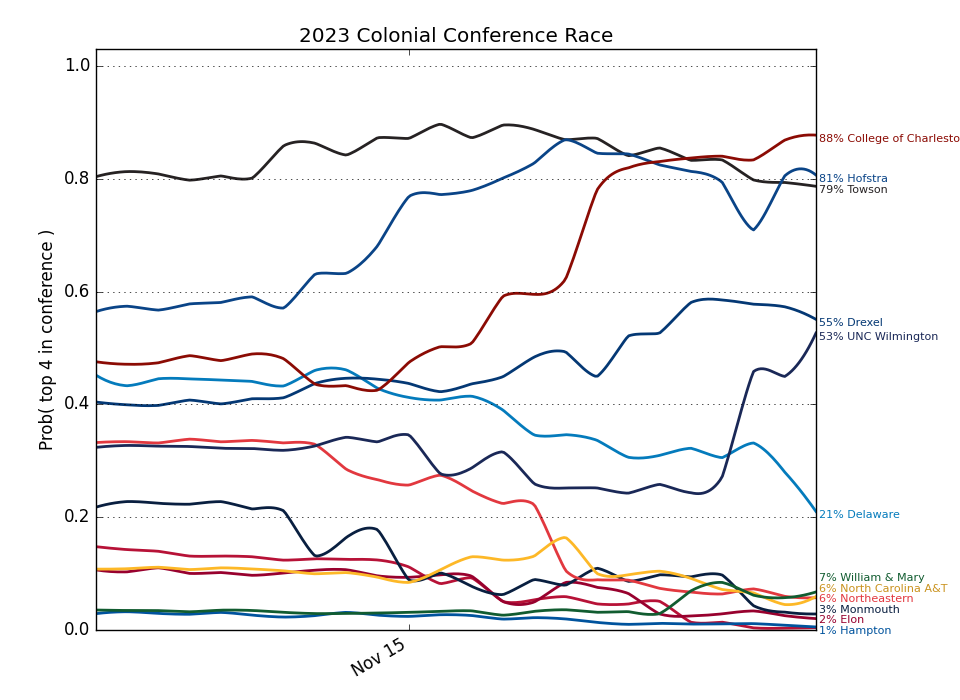 2023 Colonial Conference Race
Prob( top 4 in conference )
1.0
0.8
0.6
0.4
0.2
0.0
Nov 15
88% College of Charlesto
81% Hofstra
79% Towson
55% Drexel
53% UNC Wilmington
21% Delaware
7% William & Mary
6% North Carolina A&T
6% Northeastern
3% Monmouth
2% Elon
1% Hampton